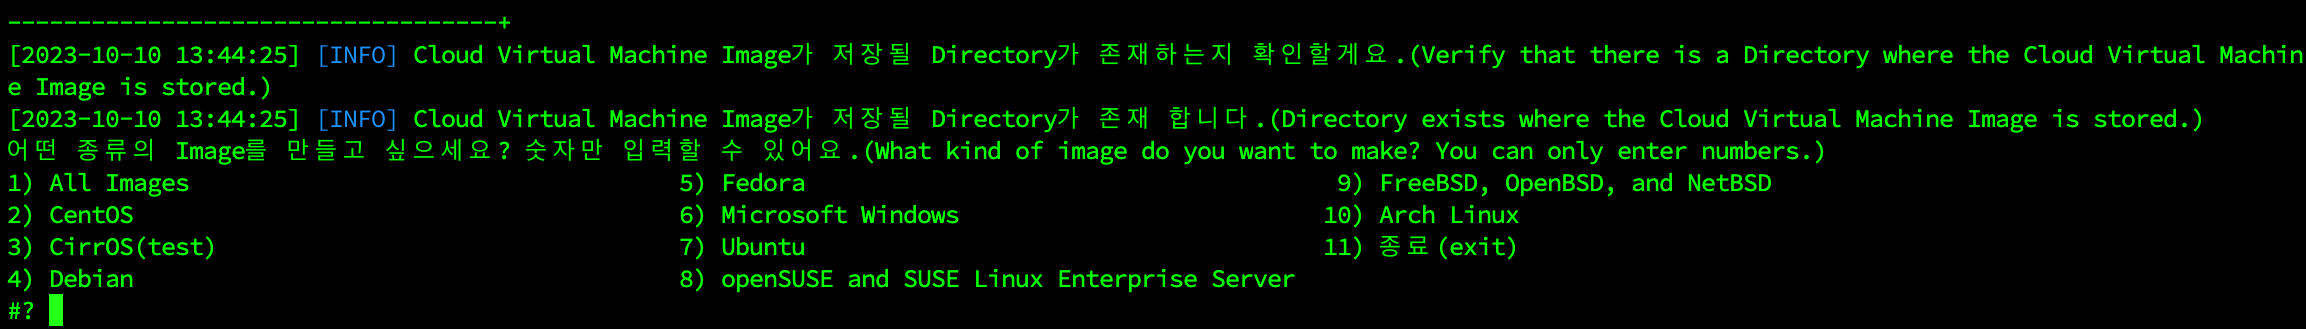 -----------------------------------+
[2023-10-10 13:44:25] [INFO] Cloud Virtual Machine Image가 저장될 Directory가 존재하는지 확인할게요.(Verify that there is a Directory where the Cloud Virtual Machin
e Image is stored.)
[2023-10-10 13:44:25] [INFO] Cloud Virtual Machine Image가 저장될 Directory가 존재 합니다.(Directory exists where the Cloud Virtual Machine Image is stored.)
어떤 종류의 Image를 만들고 싶으세요? 숫자만 입력할 수 있어요.(What kind of image do you want to make? You can only enter numbers.)
1) All Images 5) Fedora 9) FreeBSD, OpenBSD, and NetBSD
2) CentOS 6) Microsoft Windows 10) Arch Linux
3) CirrOS(test) 7) Ubuntu 11) 종료(exit)
4) Debian 8) openSUSE and SUSE Linux Enterprise Server
#?